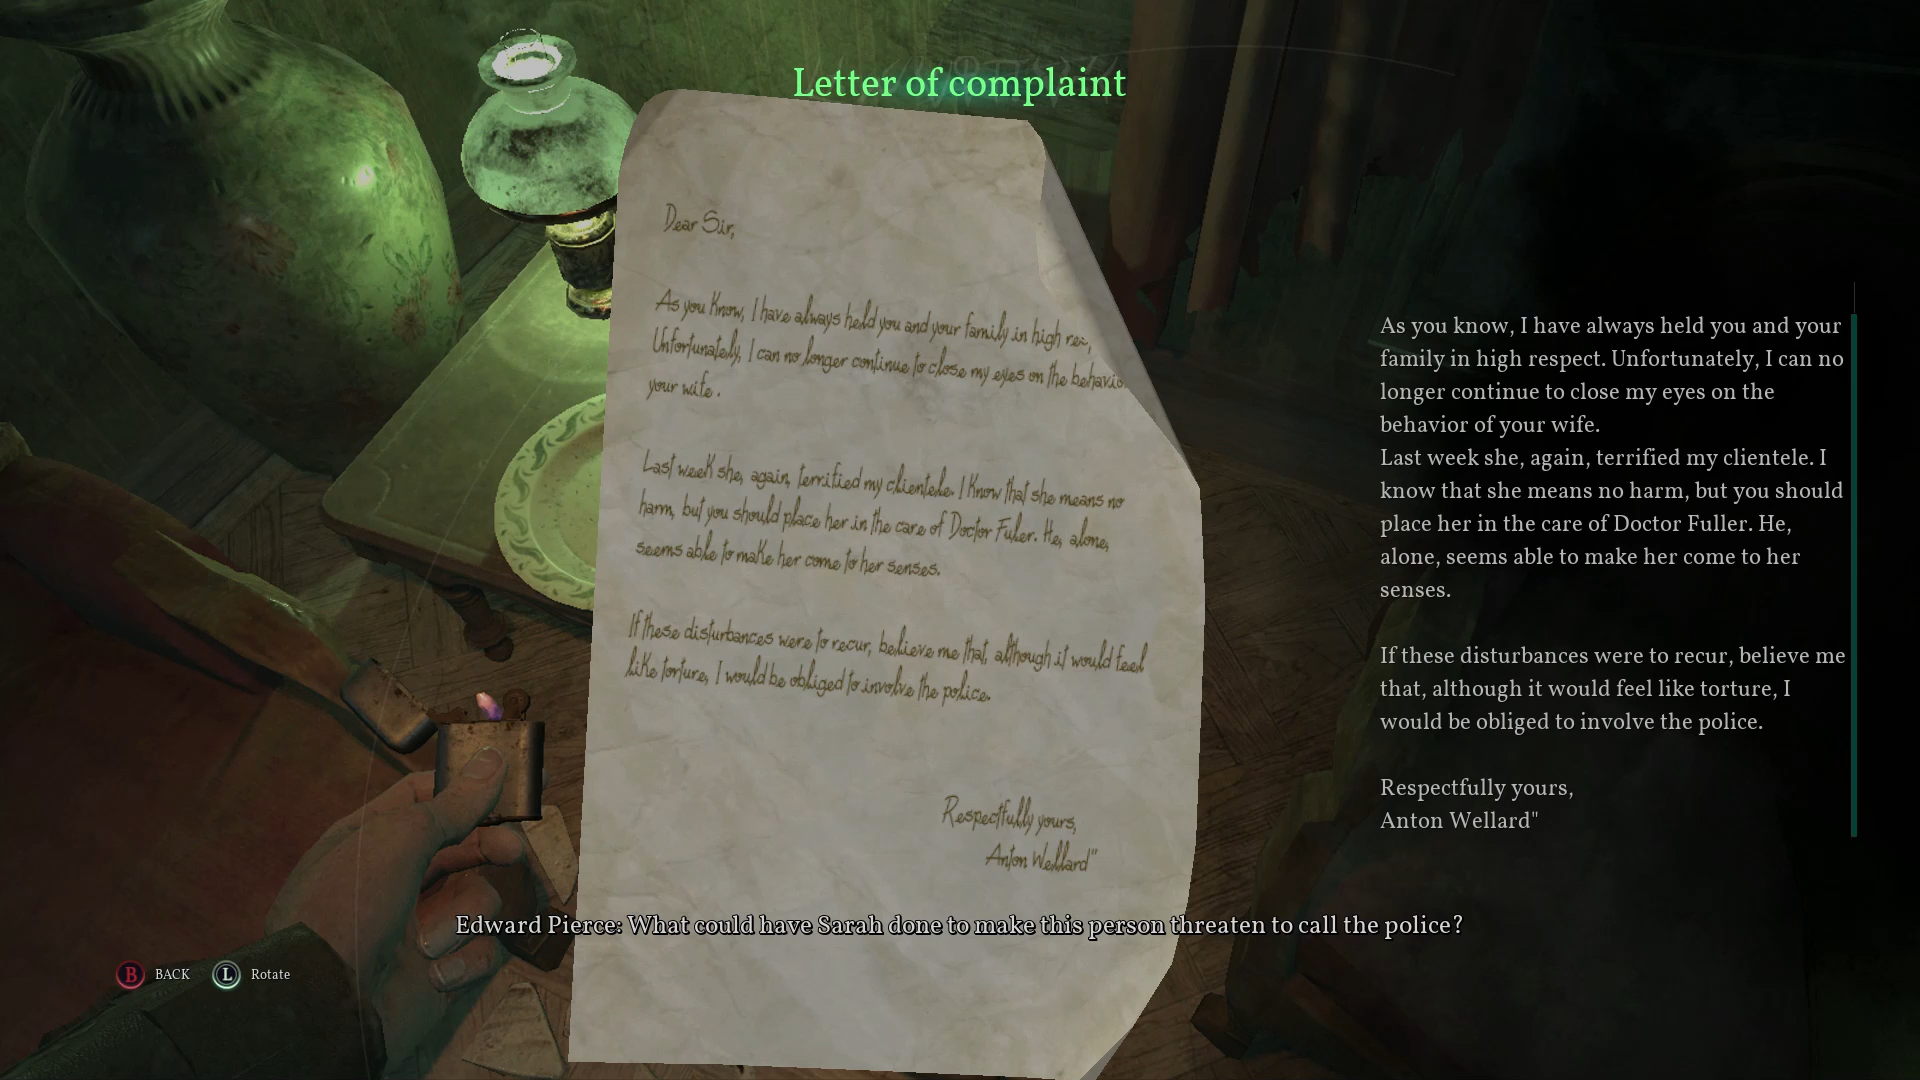 Letter of complaint
Dear Sir,
As you know, I have always held you and your family in high
Unfortunately, I can no longer continue to close my eyes on the
your wife.
Last week she, again, terrified my clientele. I know that she means no
harm, but you should place her in the care of Doctor Fuller. He, alone,
seems able to make her come to her senses.
If these disturbances were to recur, believe me that, although it would feel
like torture, I would be obliged to involve the police.
Respectfully yours,
Anton Wellard"
As you know, I have always held you and your
family in high respect. Unfortunately, I can no
longer continue to close my eyes on the
behavior of your wife.
Last week she, again, terrified my clientele. I
know that she means no harm, but you should
place her in the care of Doctor Fuller. He,
alone, seems able to make her come to her
senses.
If these disturbances were to recur, believe me
that, although it would feel like torture, I
would be obliged to involve the police.
Respectfully yours,
Anton Wellard"
Edward Pierce: What could have Sarah done to make this person threaten to call the police?
B BACK L Rotate